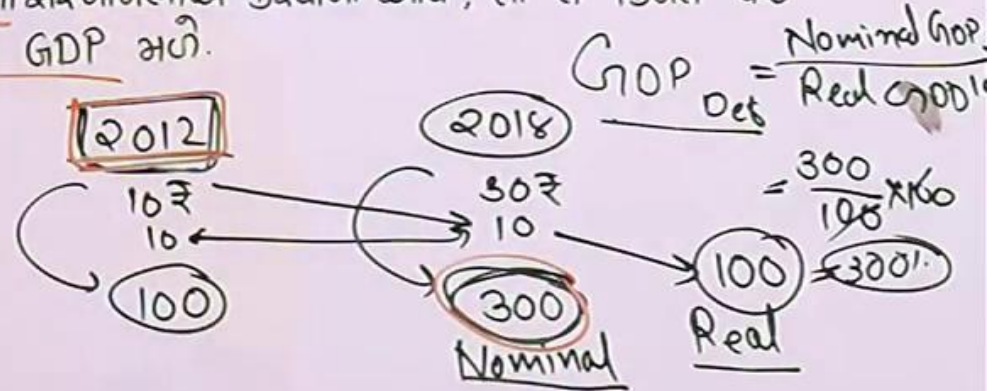 GDP મળે.
GDP Def = Nominal GDP / Real GDP
2012
2018
10₹
30₹
= 300/100 × 100
10
10
100
300
100
= 300%
Nominal
Real